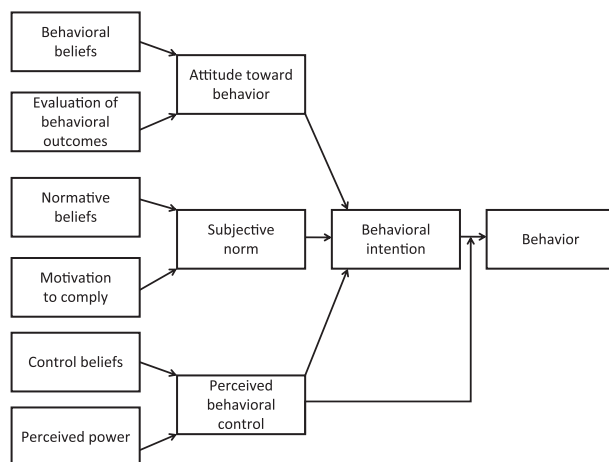 Behavioral
beliefs
Evaluation of
behavioral
outcomes
Attitude toward
behavior
Normative
beliefs
Motivation
to comply
Subjective
norm
Behavioral
intention
Behavior
Control beliefs
Perceived power
Perceived
behavioral
control